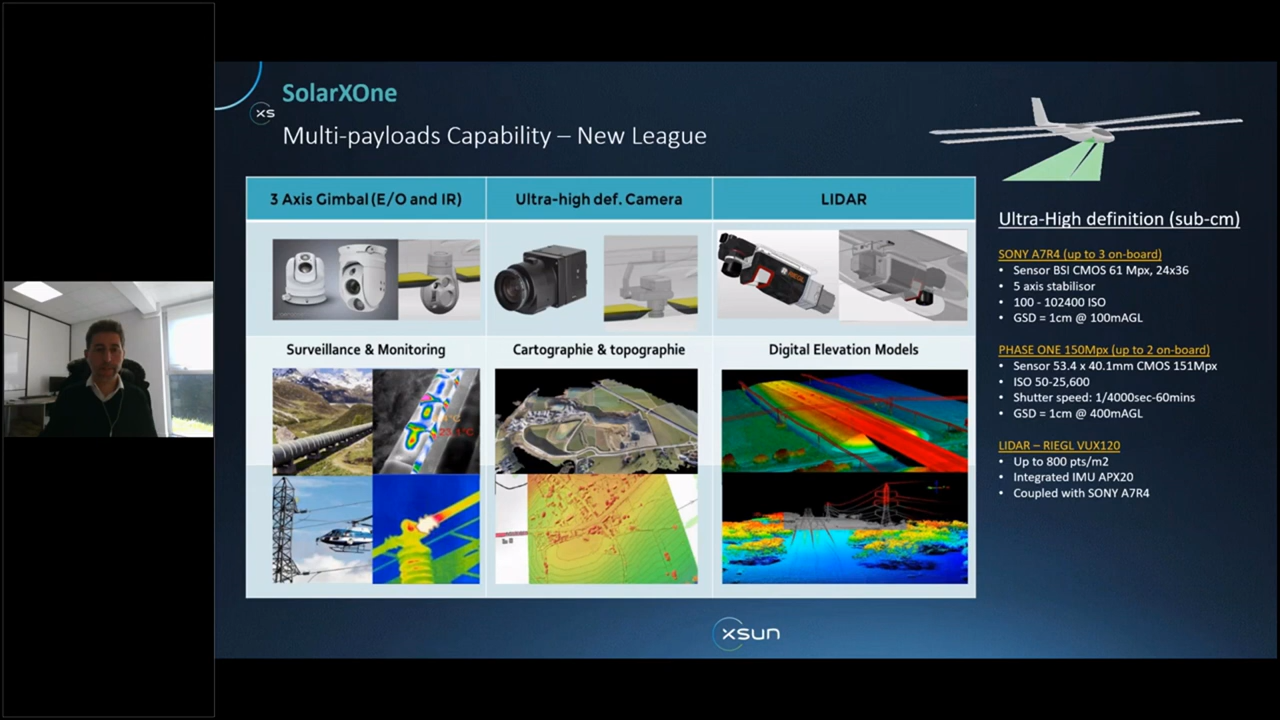 SolarXOne
XS
Multi-payloads Capability – New League
3 Axis Gimbal (E/O and IR)
Ultra-high def. Camera
LIDAR
Surveillance & Monitoring
Cartographie & topographie
Digital Elevation Models
Ultra-High definition (sub-cm)
SONY A7R4 (up to 3 on-board)
• Sensor BSI CMOS 61 Mpx, 24x36
• 5 axis stabilisor
• 100 - 102400 ISO
• GSD = 1cm @ 100mAGL
PHASE ONE 150Mpx (up to 2 on-board)
• Sensor 53.4 x 40.1mm CMOS 151Mpx
• ISO 50-25,600
• Shutter speed: 1/4000sec-60mins
• GSD = 1cm @ 400mAGL
LIDAR – RIEGL VUX120
• Up to 800 pts/m2
• Integrated IMU APX20
• Coupled with SONY A7R4
xsun